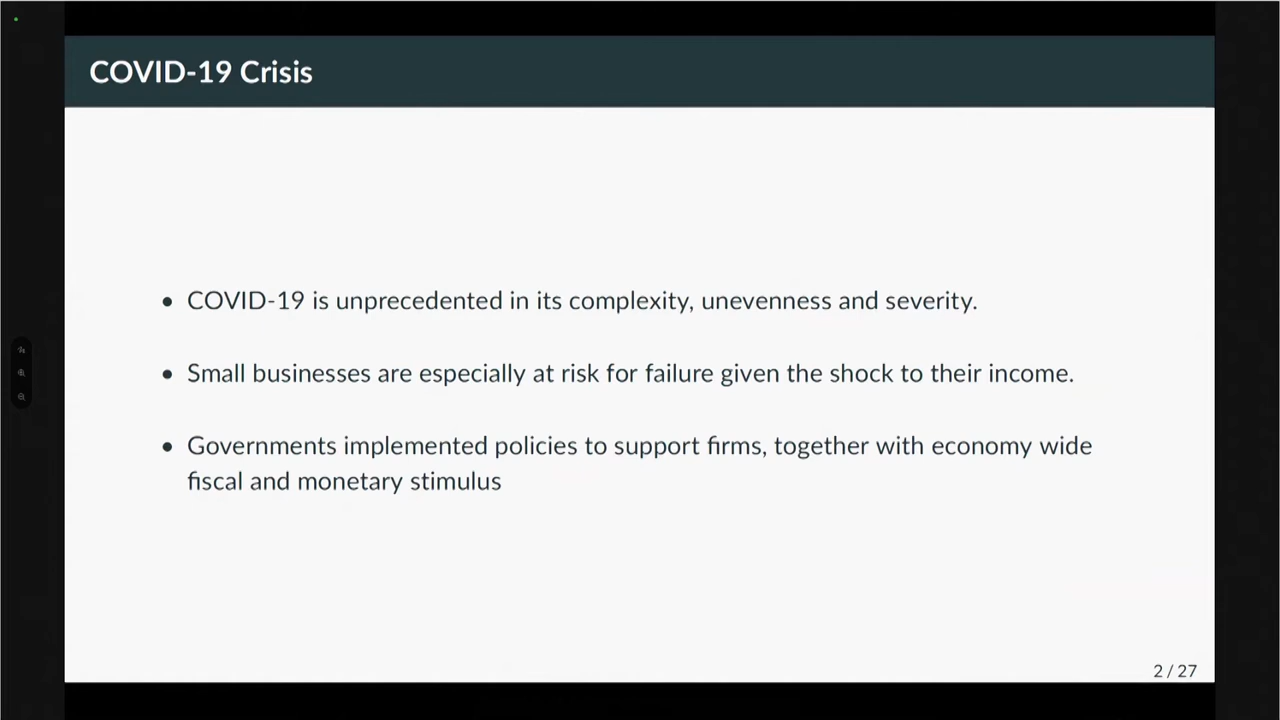 COVID-19 Crisis
• COVID-19 is unprecedented in its complexity, unevenness and severity.
• Small businesses are especially at risk for failure given the shock to their income.
• Governments implemented policies to support firms, together with economy wide
fiscal and monetary stimulus
2 / 27